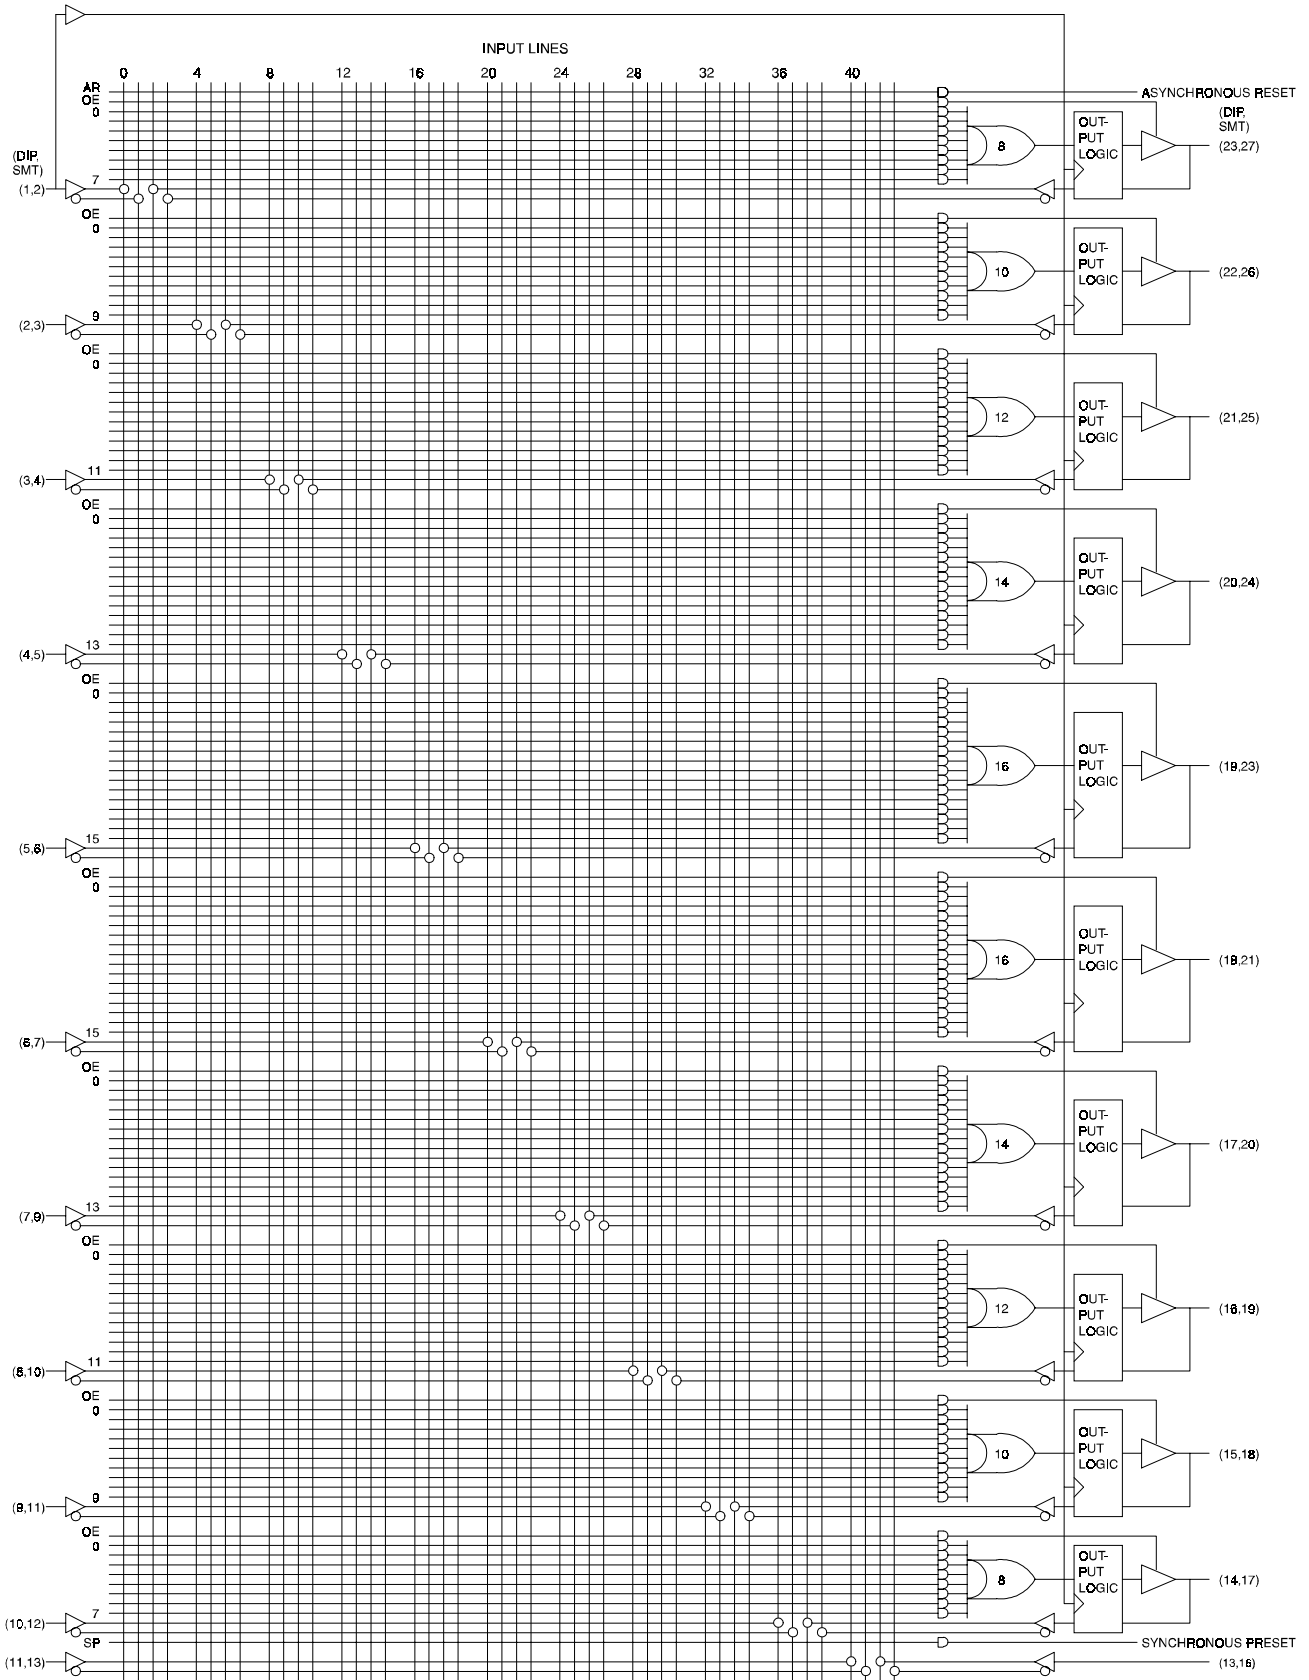 INPUT LINES
0 4 8 12 16 20 24 28 32 36 40
AR
OE
0
ASYNCHRONOUS RESET
(DIP, SMT)
(DIP, SMT)
8
OUT-
PUT
LOGIC
(23,27)
7
(1,2)
OE
0
10
OUT-
PUT
LOGIC
(22,26)
9
(2,3)
OE
0
12
OUT-
PUT
LOGIC
(21,25)
11
(3,4)
OE
0
14
OUT-
PUT
LOGIC
(20,24)
13
(4,5)
OE
0
16
OUT-
PUT
LOGIC
(19,23)
15
(5,6)
OE
0
16
OUT-
PUT
LOGIC
(18,21)
15
(6,7)
OE
0
14
OUT-
PUT
LOGIC
(17,20)
13
(7,9)
OE
0
12
OUT-
PUT
LOGIC
(16,19)
11
(8,10)
OE
0
10
OUT-
PUT
LOGIC
(15,18)
9
(9,11)
OE
0
8
OUT-
PUT
LOGIC
(14,17)
7
(10,12)
SP
SYNCHRONOUS PRESET
(11,13)
(13,16)